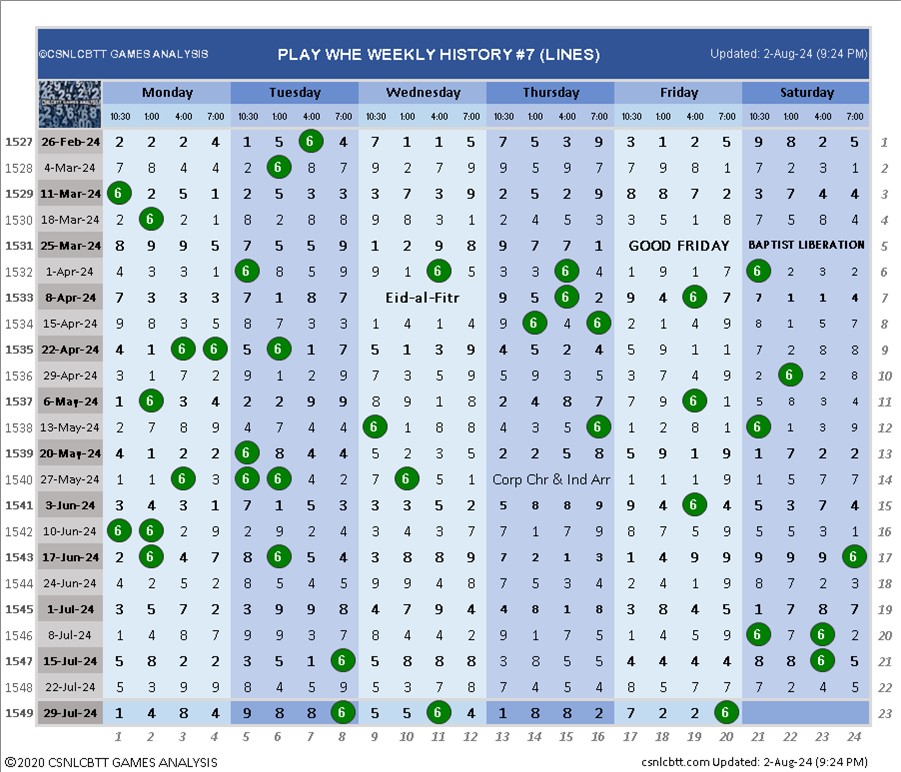 ©CSNLCBTT GAMES ANALYSIS PLAY WHE WEEKLY HISTORY #7 (LINES) Updated: 2-Aug-24 (9:24 PM)
Monday Tuesday Wednesday Thursday Friday Saturday
10:30 1:00 4:00 7:00 10:30 1:00 4:00 7:00 10:30 1:00 4:00 7:00 10:30 1:00 4:00 7:00 10:30 1:00 4:00 7:00 10:30 1:00 4:00 7:00
1527 26-Feb-24 2 2 2 4 1 5 6 4 7 1 1 5 7 5 3 9 3 1 2 5 9 8 2 5 1
1528 4-Mar-24 7 8 4 4 2 6 8 7 9 2 7 9 9 5 9 7 7 9 8 1 7 2 3 1 2
1529 11-Mar-24 6 2 5 1 2 5 3 3 3 7 3 9 2 5 2 9 8 8 7 2 3 7 4 4 3
1530 18-Mar-24 2 6 2 1 8 2 8 8 9 8 3 1 2 4 5 3 3 5 1 8 7 5 8 4 4
1531 25-Mar-24 8 9 9 5 7 5 5 9 1 2 9 8 9 7 7 1 GOOD FRIDAY BAPTIST LIBERATION 5
1532 1-Apr-24 4 3 3 1 6 8 5 9 9 1 6 5 3 3 6 4 1 9 1 7 6 2 3 2 6
1533 8-Apr-24 7 3 3 3 7 1 8 7 Eid-al-Fitr 9 5 6 2 9 4 6 7 7 1 1 4 7
1534 15-Apr-24 9 8 3 5 8 7 3 3 1 4 1 4 9 6 4 6 2 1 4 9 8 1 5 7 8
1535 22-Apr-24 4 1 6 6 5 6 1 7 5 1 3 9 4 5 2 4 5 9 1 1 7 2 8 8 9
1536 29-Apr-24 3 1 7 2 9 1 2 9 7 3 5 9 5 9 3 5 3 7 4 9 2 6 2 8 10
1537 6-May-24 1 6 3 4 2 2 9 9 8 9 1 8 2 4 8 7 7 9 6 1 5 8 3 4 11
1538 13-May-24 2 7 8 9 4 7 4 4 6 1 8 8 4 3 5 6 9 2 8 1 6 1 3 9 12
1539 20-May-24 4 1 2 2 6 8 4 4 5 2 3 5 2 2 5 8 5 9 1 9 1 7 2 2 13
1540 27-May-24 1 1 6 3 6 6 4 2 7 6 5 1 Corp Chr & Ind Arr 1 1 1 9 1 5 7 7 14
1541 3-Jun-24 3 4 3 1 7 1 5 3 3 3 5 2 5 8 8 9 9 4 6 4 5 3 7 4 15
1542 10-Jun-24 6 6 2 9 2 9 2 4 3 4 3 7 7 1 7 9 8 7 5 9 5 5 3 1 16
1543 17-Jun-24 2 6 4 7 8 6 5 4 3 8 8 9 7 2 1 3 1 4 9 9 9 9 9 6 17
1544 24-Jun-24 4 2 5 2 8 5 4 5 9 9 4 8 7 5 3 4 2 4 1 9 8 7 2 3 18
1545 1-Jul-24 3 5 7 2 3 9 9 8 4 7 9 4 4 8 1 8 3 8 4 5 1 7 8 7 19
1546 8-Jul-24 1 4 8 7 9 9 3 7 8 4 4 2 9 1 7 5 1 4 5 9 6 7 6 2 20
1547 15-Jul-24 5 8 2 2 3 5 1 6 5 8 8 8 3 8 5 5 4 4 4 4 8 8 6 5 21
1548 22-Jul-24 5 3 9 9 8 4 5 9 5 3 7 8 7 4 5 4 8 5 7 7 7 2 4 5 22
1549 29-Jul-24 1 4 8 4 9 8 8 6 5 5 6 4 1 8 8 2 7 2 2 6 23
1 2 3 4 5 6 7 8 9 10 11 12 13 14 15 16 17 18 19 20 21 22 23 24
©2020 CSNLCBTT GAMES ANALYSIS csnlcbtt.com Updated: 2-Aug-24 (9:24 PM)